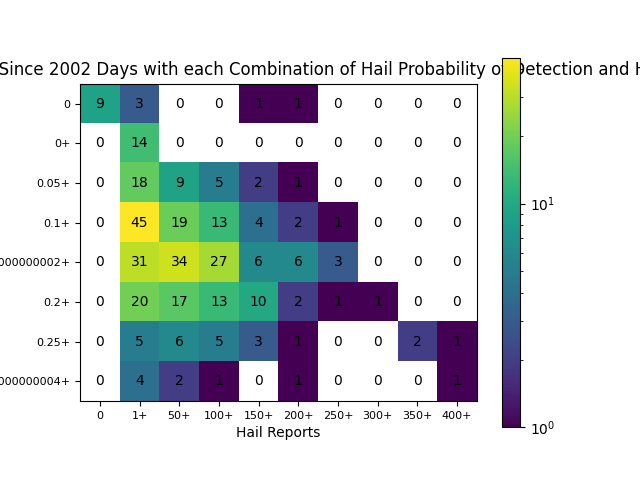 Since 2002 Days with each Combination of Hail Probability of Detection and H
0 9 3 0 0 1 1 0 0 0 0
0+ 0 14 0 0 0 0 0 0 0 0
0.05+ 0 18 9 5 2 1 0 0 0 0
0.1+ 0 45 19 13 4 2 1 0 0 0
000000002+ 0 31 34 27 6 6 3 0 0 0
0.2+ 0 20 17 13 10 2 1 1 0 0
0.25+ 0 5 6 5 3 1 0 0 2 1
000000004+ 0 4 2 1 0 1 0 0 0 1
0 1+ 50+ 100+ 150+ 200+ 250+ 300+ 350+ 400+
Hail Reports
10¹
10⁰